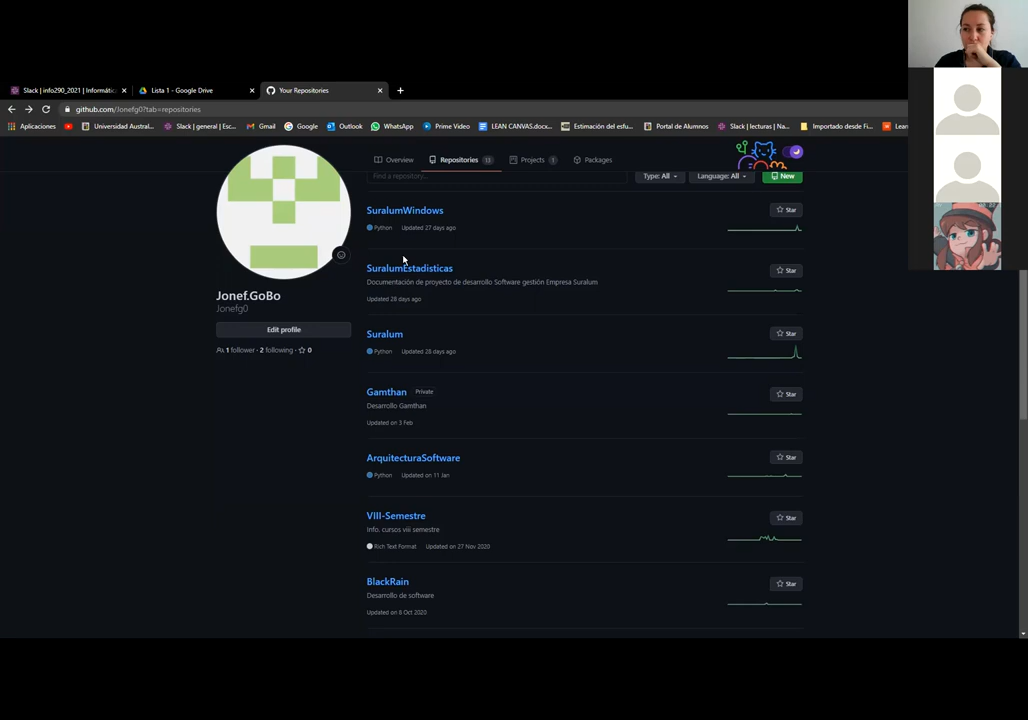 Slack | info290_2021 | Informátic
Lista 1 - Google Drive
Your Repositories
github.com/Jonefg0?tab=repositories
Aplicaciones
Universidad Austral...
Slack | general | Esc...
Gmail
Google
Outlook
WhatsApp
Prime Video
LEAN CANVAS.docx...
Estimación del esfu...
Portal de Alumnos
Slack | lecturas | Na...
Importado desde Fi...
Lean
Overview
Repositories 13
Projects 1
Packages
Find a repository...
Type: All
Language: All
New
SuralumWindows
Star
Python Updated 27 days ago
SuralumEstadisticas
Star
Documentación de proyecto de desarrollo Software gestión Empresa Suralum
Updated 28 days ago
Jonef.GoBo
Jonefg0
Edit profile
1 follower · 2 following · 0
Suralum
Star
Python Updated 28 days ago
Gamthan Private
Star
Desarrollo Gamthan
Updated on 3 Feb
ArquitecturaSoftware
Star
Python Updated on 11 Jan
VIII-Semestre
Star
Info. cursos viii semestre
Rich Text Format Updated on 27 Nov 2020
BlackRain
Star
Desarrollo de software
Updated on 8 Oct 2020